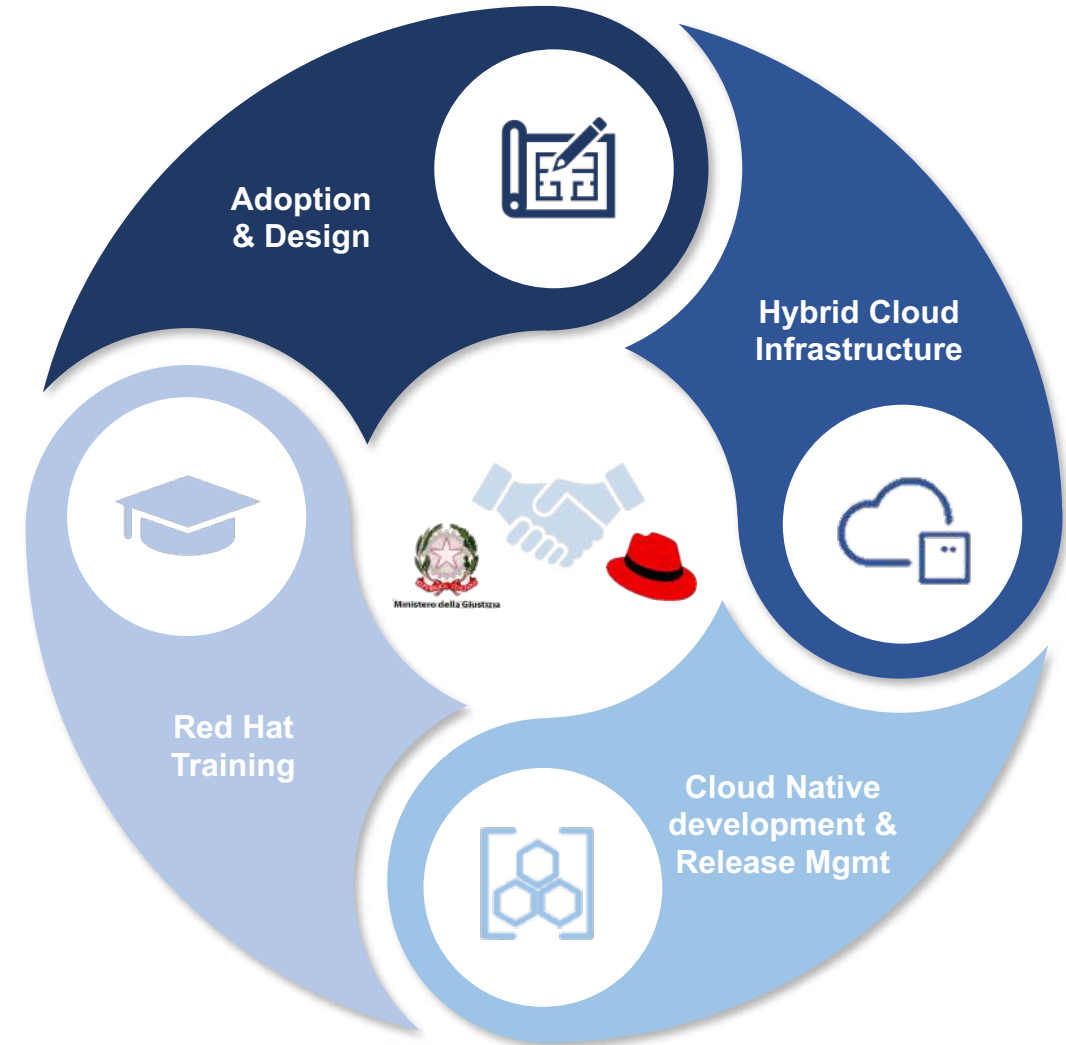 Adoption
& Design
Hybrid Cloud
Infrastructure
Ministero della Giustizia
Red Hat
Training
Cloud Native
development &
Release Mgmt